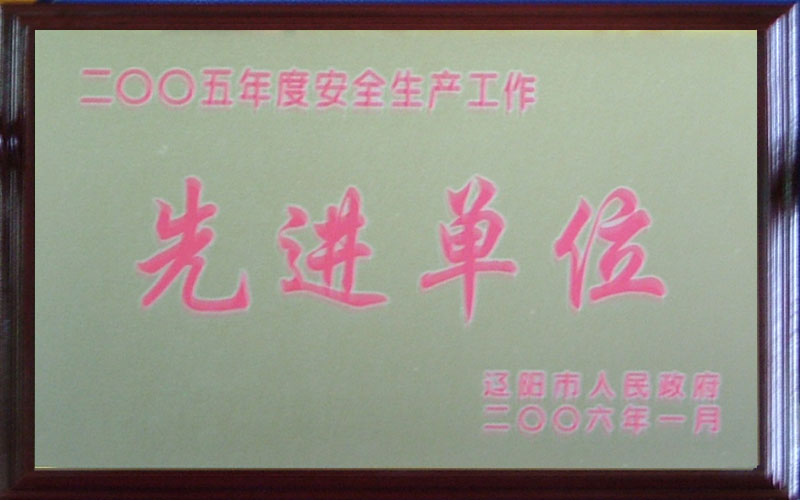 二〇〇五年度安全生产工作
先进单位
辽阳市人民政府
二〇〇六年一月